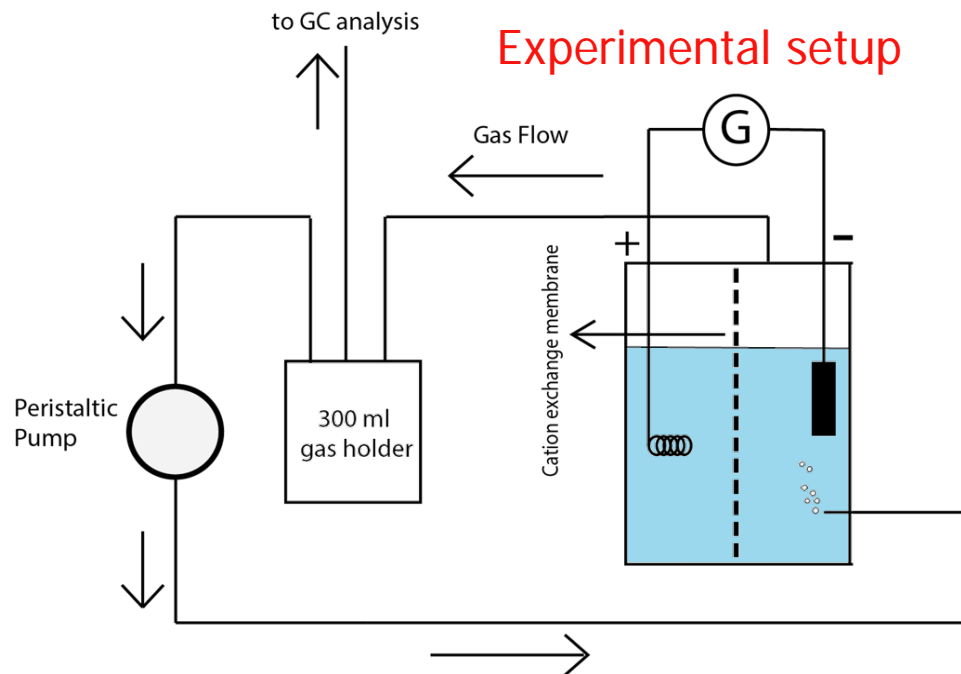 to GC analysis
Experimental setup
G
Gas Flow
+
-
Cation exchange membrane
Peristaltic
Pump
300 ml
gas holder